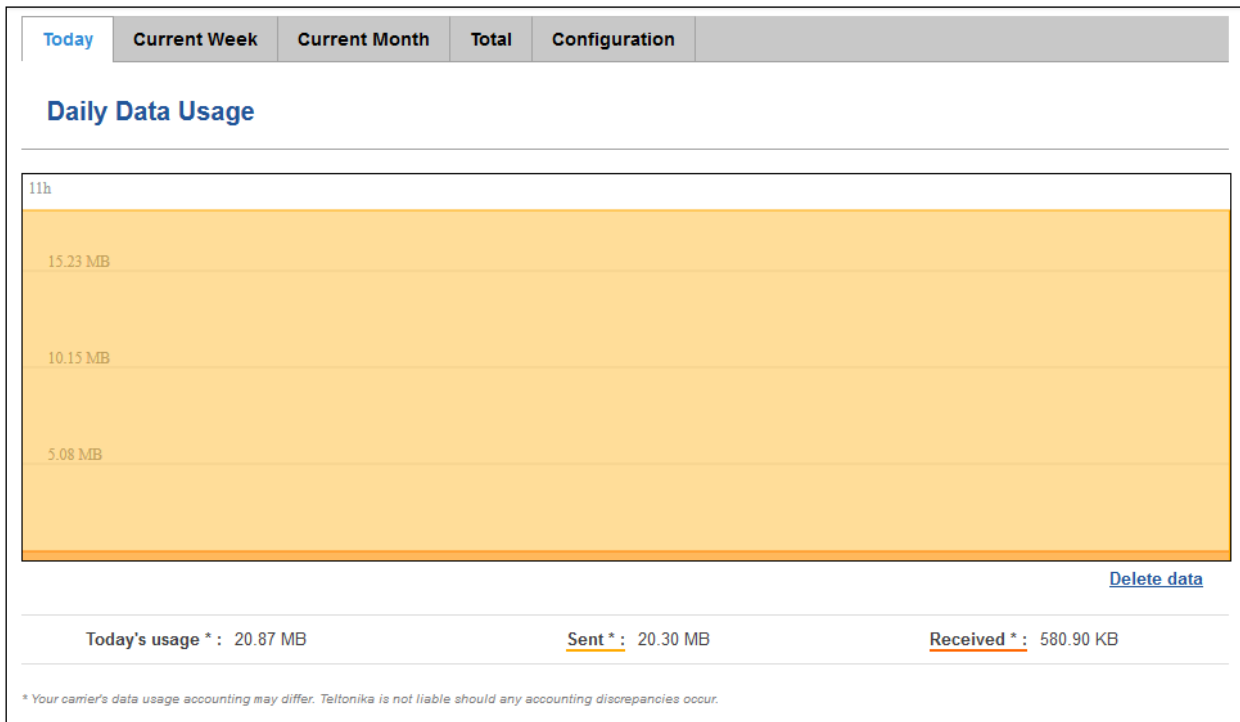 Today Current Week Current Month Total Configuration
Daily Data Usage
11h
15.23 MB
10.15 MB
5.08 MB
Delete data
Today's usage * : 20.87 MB Sent * : 20.30 MB Received * : 580.90 KB
* Your carrier's data usage accounting may differ. Teltonika is not liable should any accounting discrepancies occur.